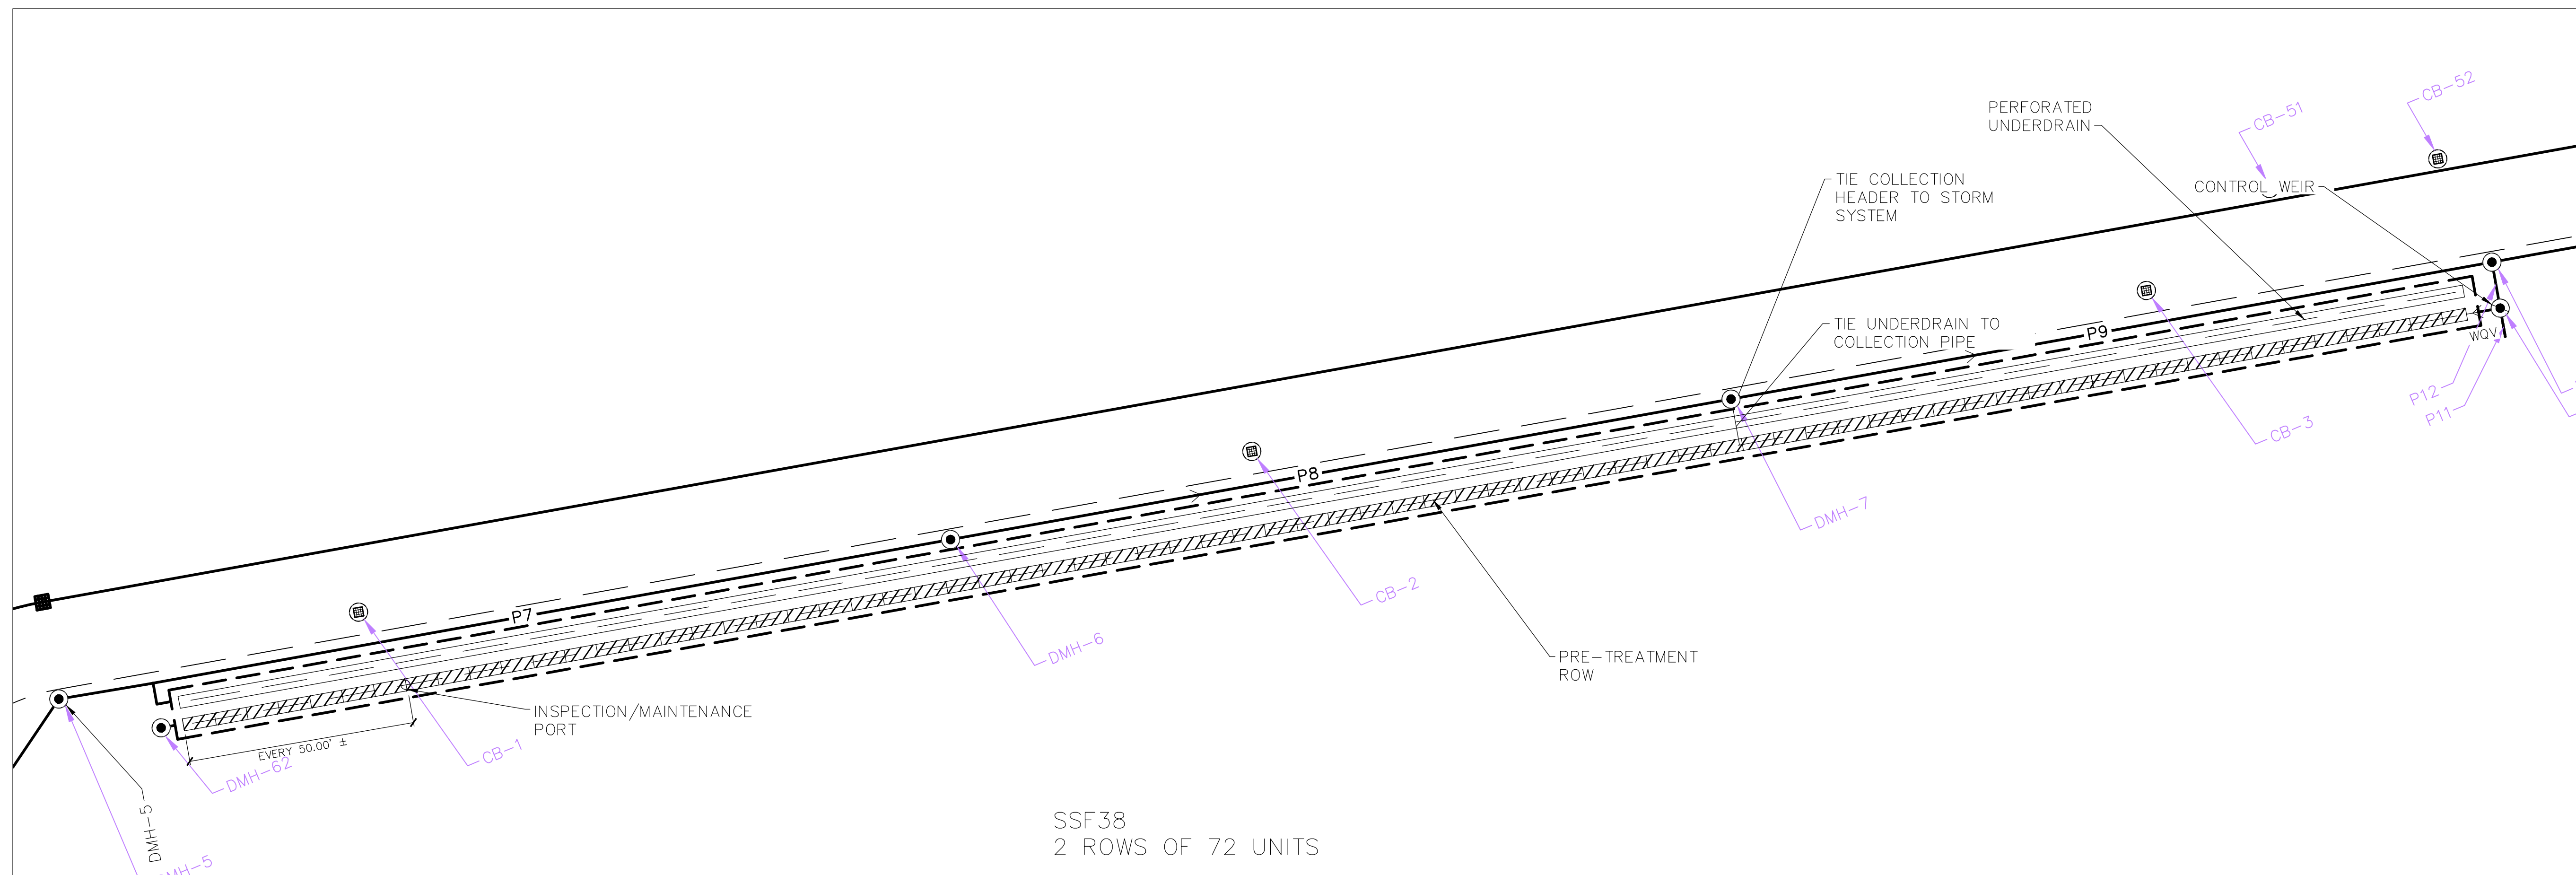 CB-52
CB-51
PERFORATED
UNDERDRAIN
TIE COLLECTION
HEADER TO STORM
SYSTEM
CONTROL WEIR
TIE UNDERDRAIN TO
COLLECTION PIPE
P9
WQV
P12
P11
CB-3
P8
DMH-7
CB-2
P7
DMH-6
PRE-TREATMENT
ROW
INSPECTION/MAINTENANCE
PORT
EVERY 50.00' ±
CB-1
DMH-62
DMH-5
MH-5
SSF38
2 ROWS OF 72 UNITS